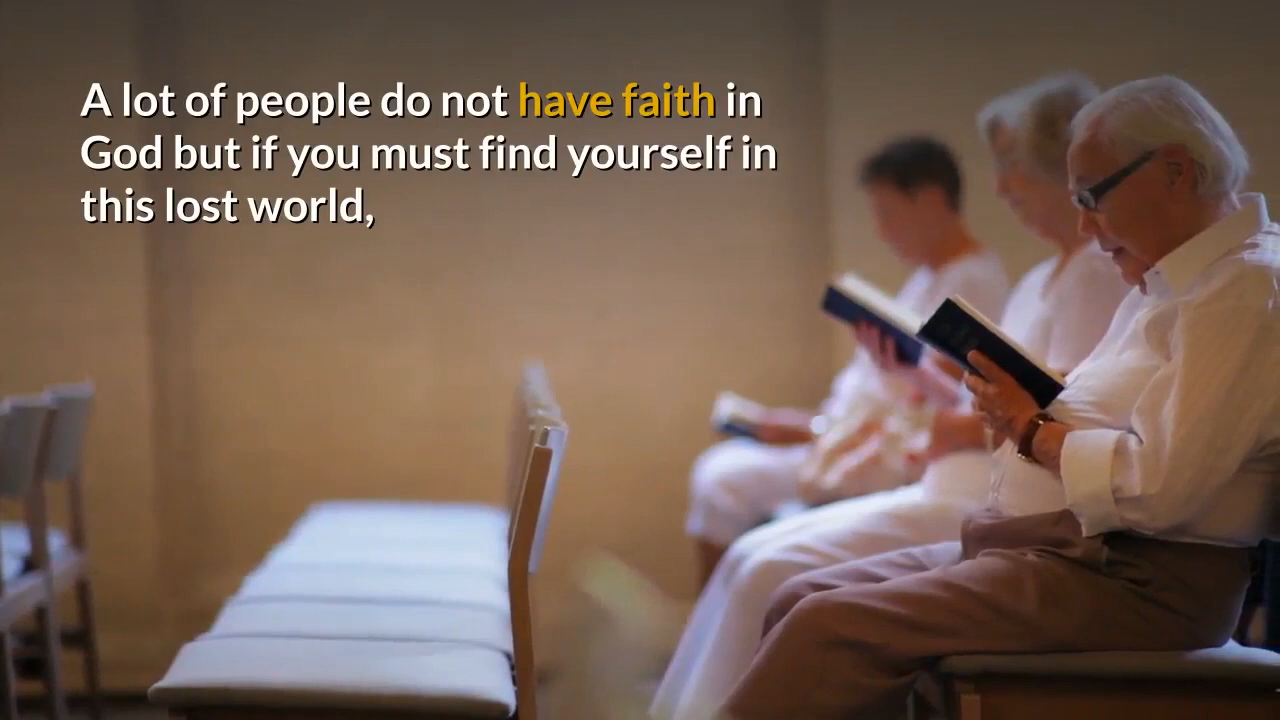 A lot of people do not have faith in
God but if you must find yourself in
this lost world,